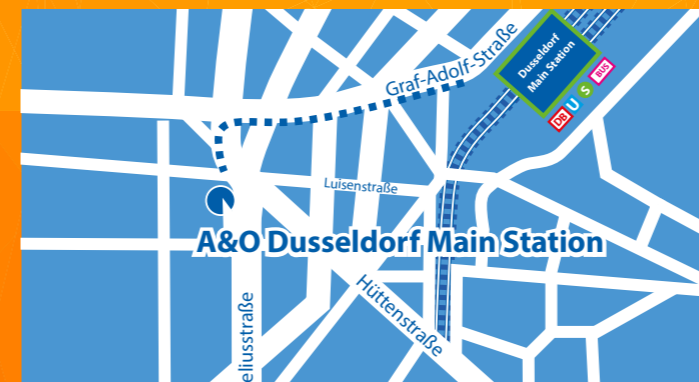 Graf-Adolf-Straße
Dusseldorf
Main Station
DB U S BUS
Luisenstraße
A&O Dusseldorf Main Station
Hüttenstraße
eliusstraße